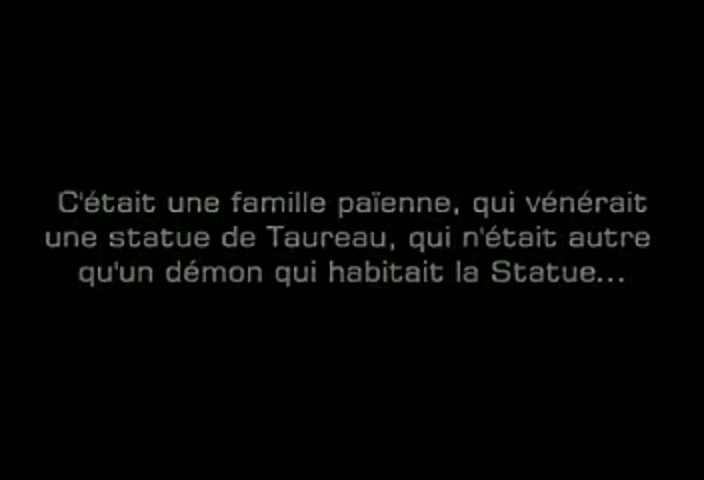 C'était une famille païenne, qui vénérait
une statue de Taureau, qui n'était autre
qu'un démon qui habitait la Statue...